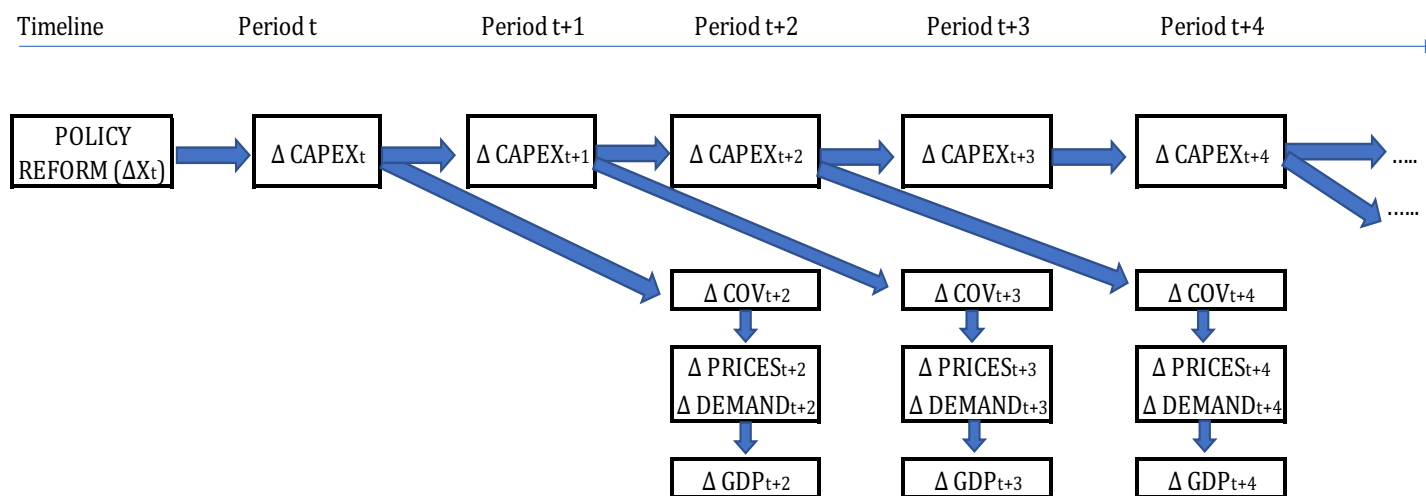 Timeline Period t Period t+1 Period t+2 Period t+3 Period t+4
POLICY
REFORM (ΔXt)
Δ CAPEXt
Δ CAPEXt+1
Δ CAPEXt+2
Δ CAPEXt+3
Δ CAPEXt+4
.....
......
Δ COVt+2
Δ COVt+3
Δ COVt+4
Δ PRICESt+2
Δ DEMANDt+2
Δ PRICESt+3
Δ DEMANDt+3
Δ PRICESt+4
Δ DEMANDt+4
Δ GDPt+2
Δ GDPt+3
Δ GDPt+4